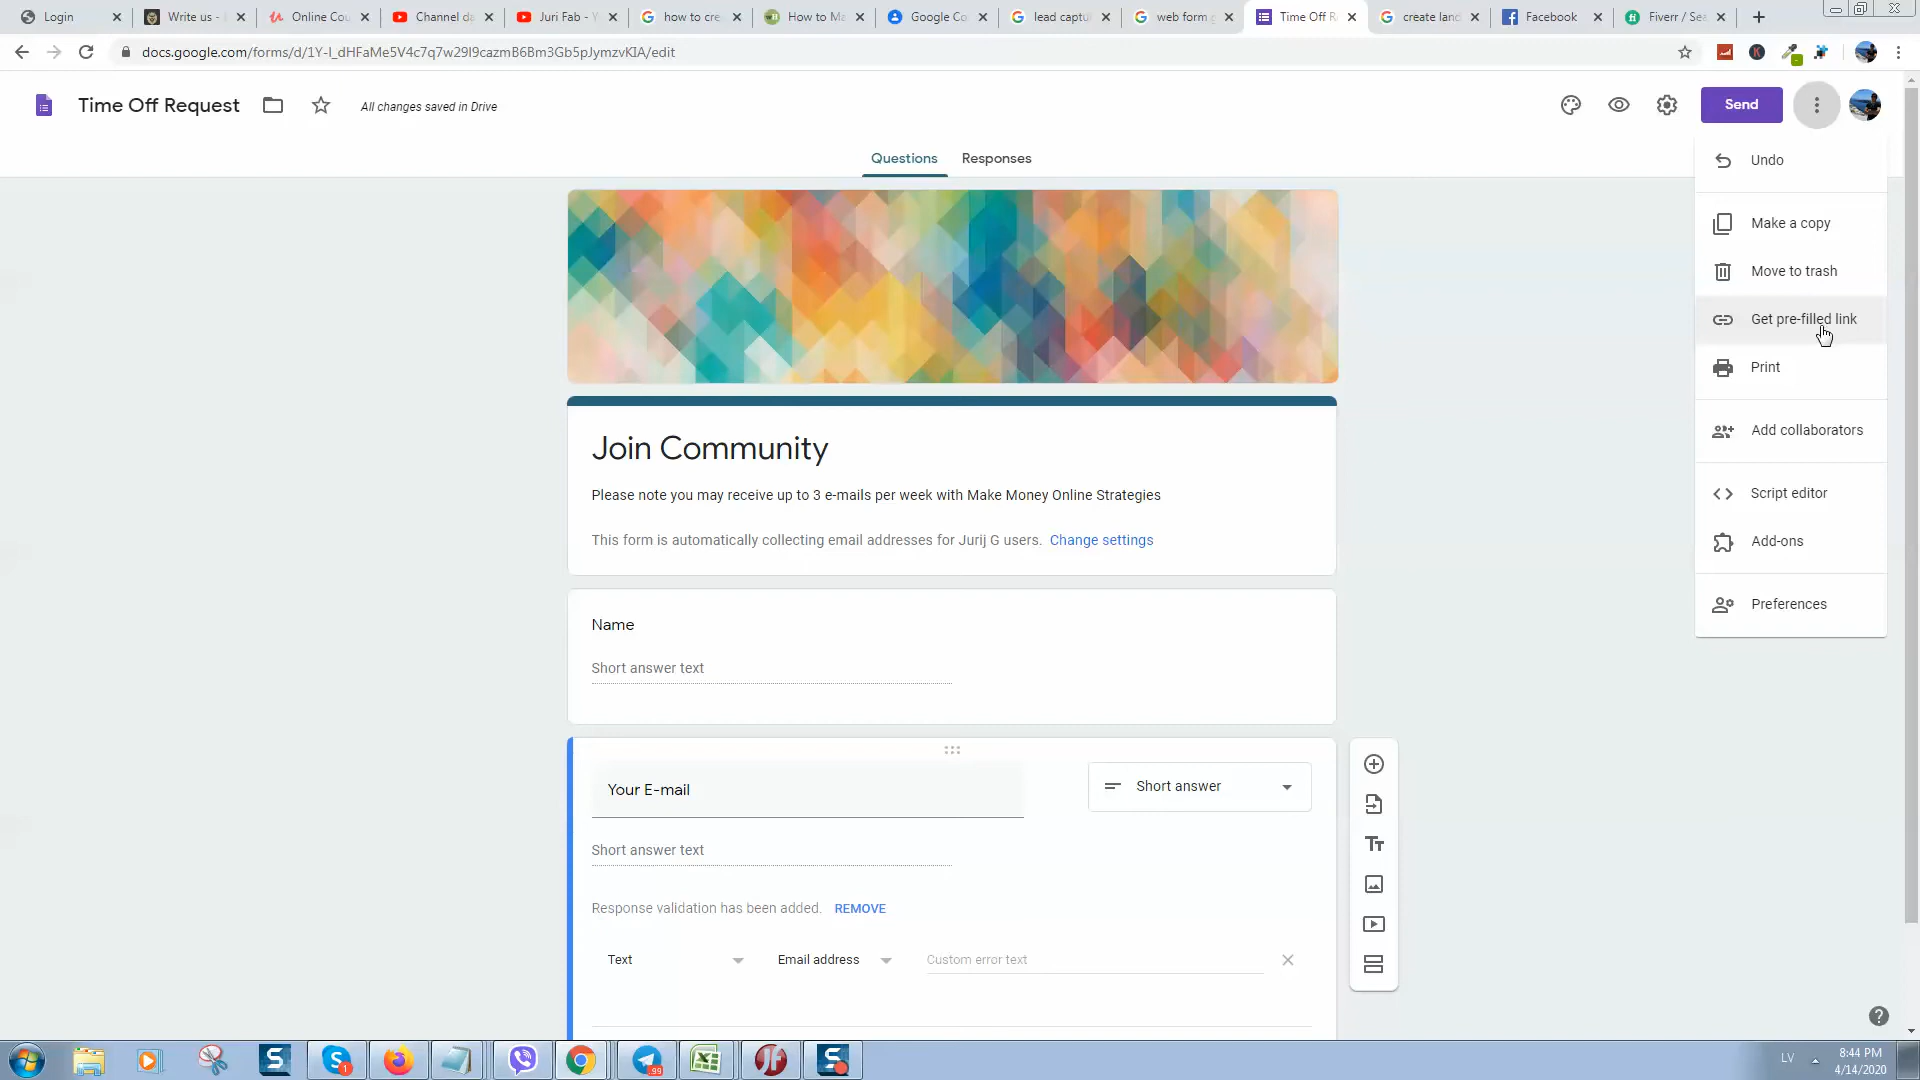 Login
Write us -
Online Cou
Channel da
Juri Fab - Y
how to cre
How to Ma
Google Co
lead captu
web form
Time Off R
create land
Facebook
Fiverr / Sea
docs.google.com/forms/d/1Y-l_dHFaMe5V4c7q7w29I9cazmB6Bm3Gb5pJymzvKIA/edit
Time Off Request
All changes saved in Drive
Send
Questions
Responses
Undo
Make a copy
Move to trash
Get pre-filled link
Print
Add collaborators
Script editor
Add-ons
Preferences
Join Community
Please note you may receive up to 3 e-mails per week with Make Money Online Strategies
This form is automatically collecting email addresses for Jurij G users. Change settings
Name
Short answer text
Your E-mail
Short answer
Short answer text
Response validation has been added. REMOVE
Text
Email address
Custom error text
LV
8:44 PM
4/14/2020